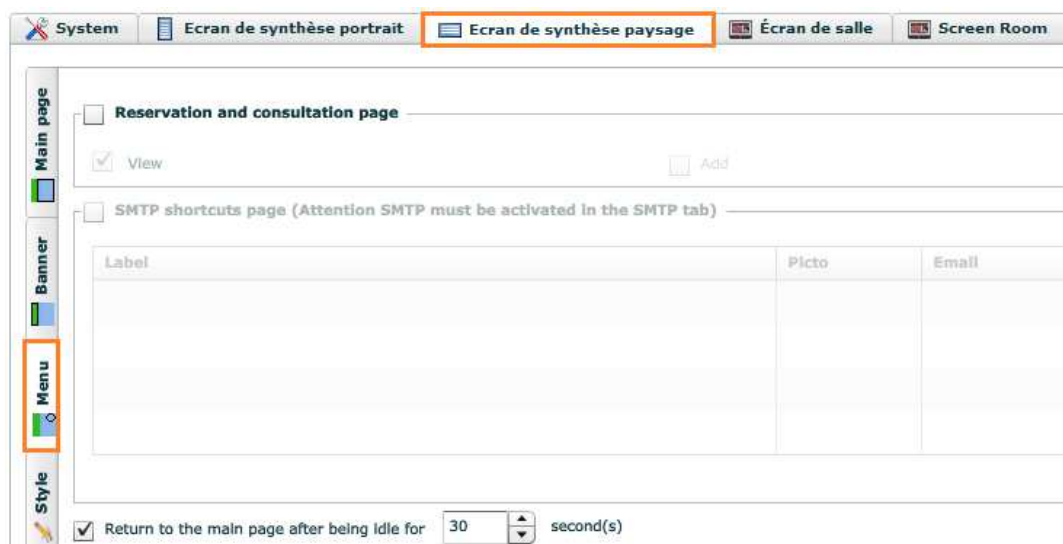 System Ecran de synthèse portrait Ecran de synthèse paysage Écran de salle Screen Room
Main page
Banner
Menu
Style
Reservation and consultation page
View Add
SMTP shortcuts page (Attention SMTP must be activated in the SMTP tab)
Label Picto Email
Return to the main page after being idle for 30 second(s)